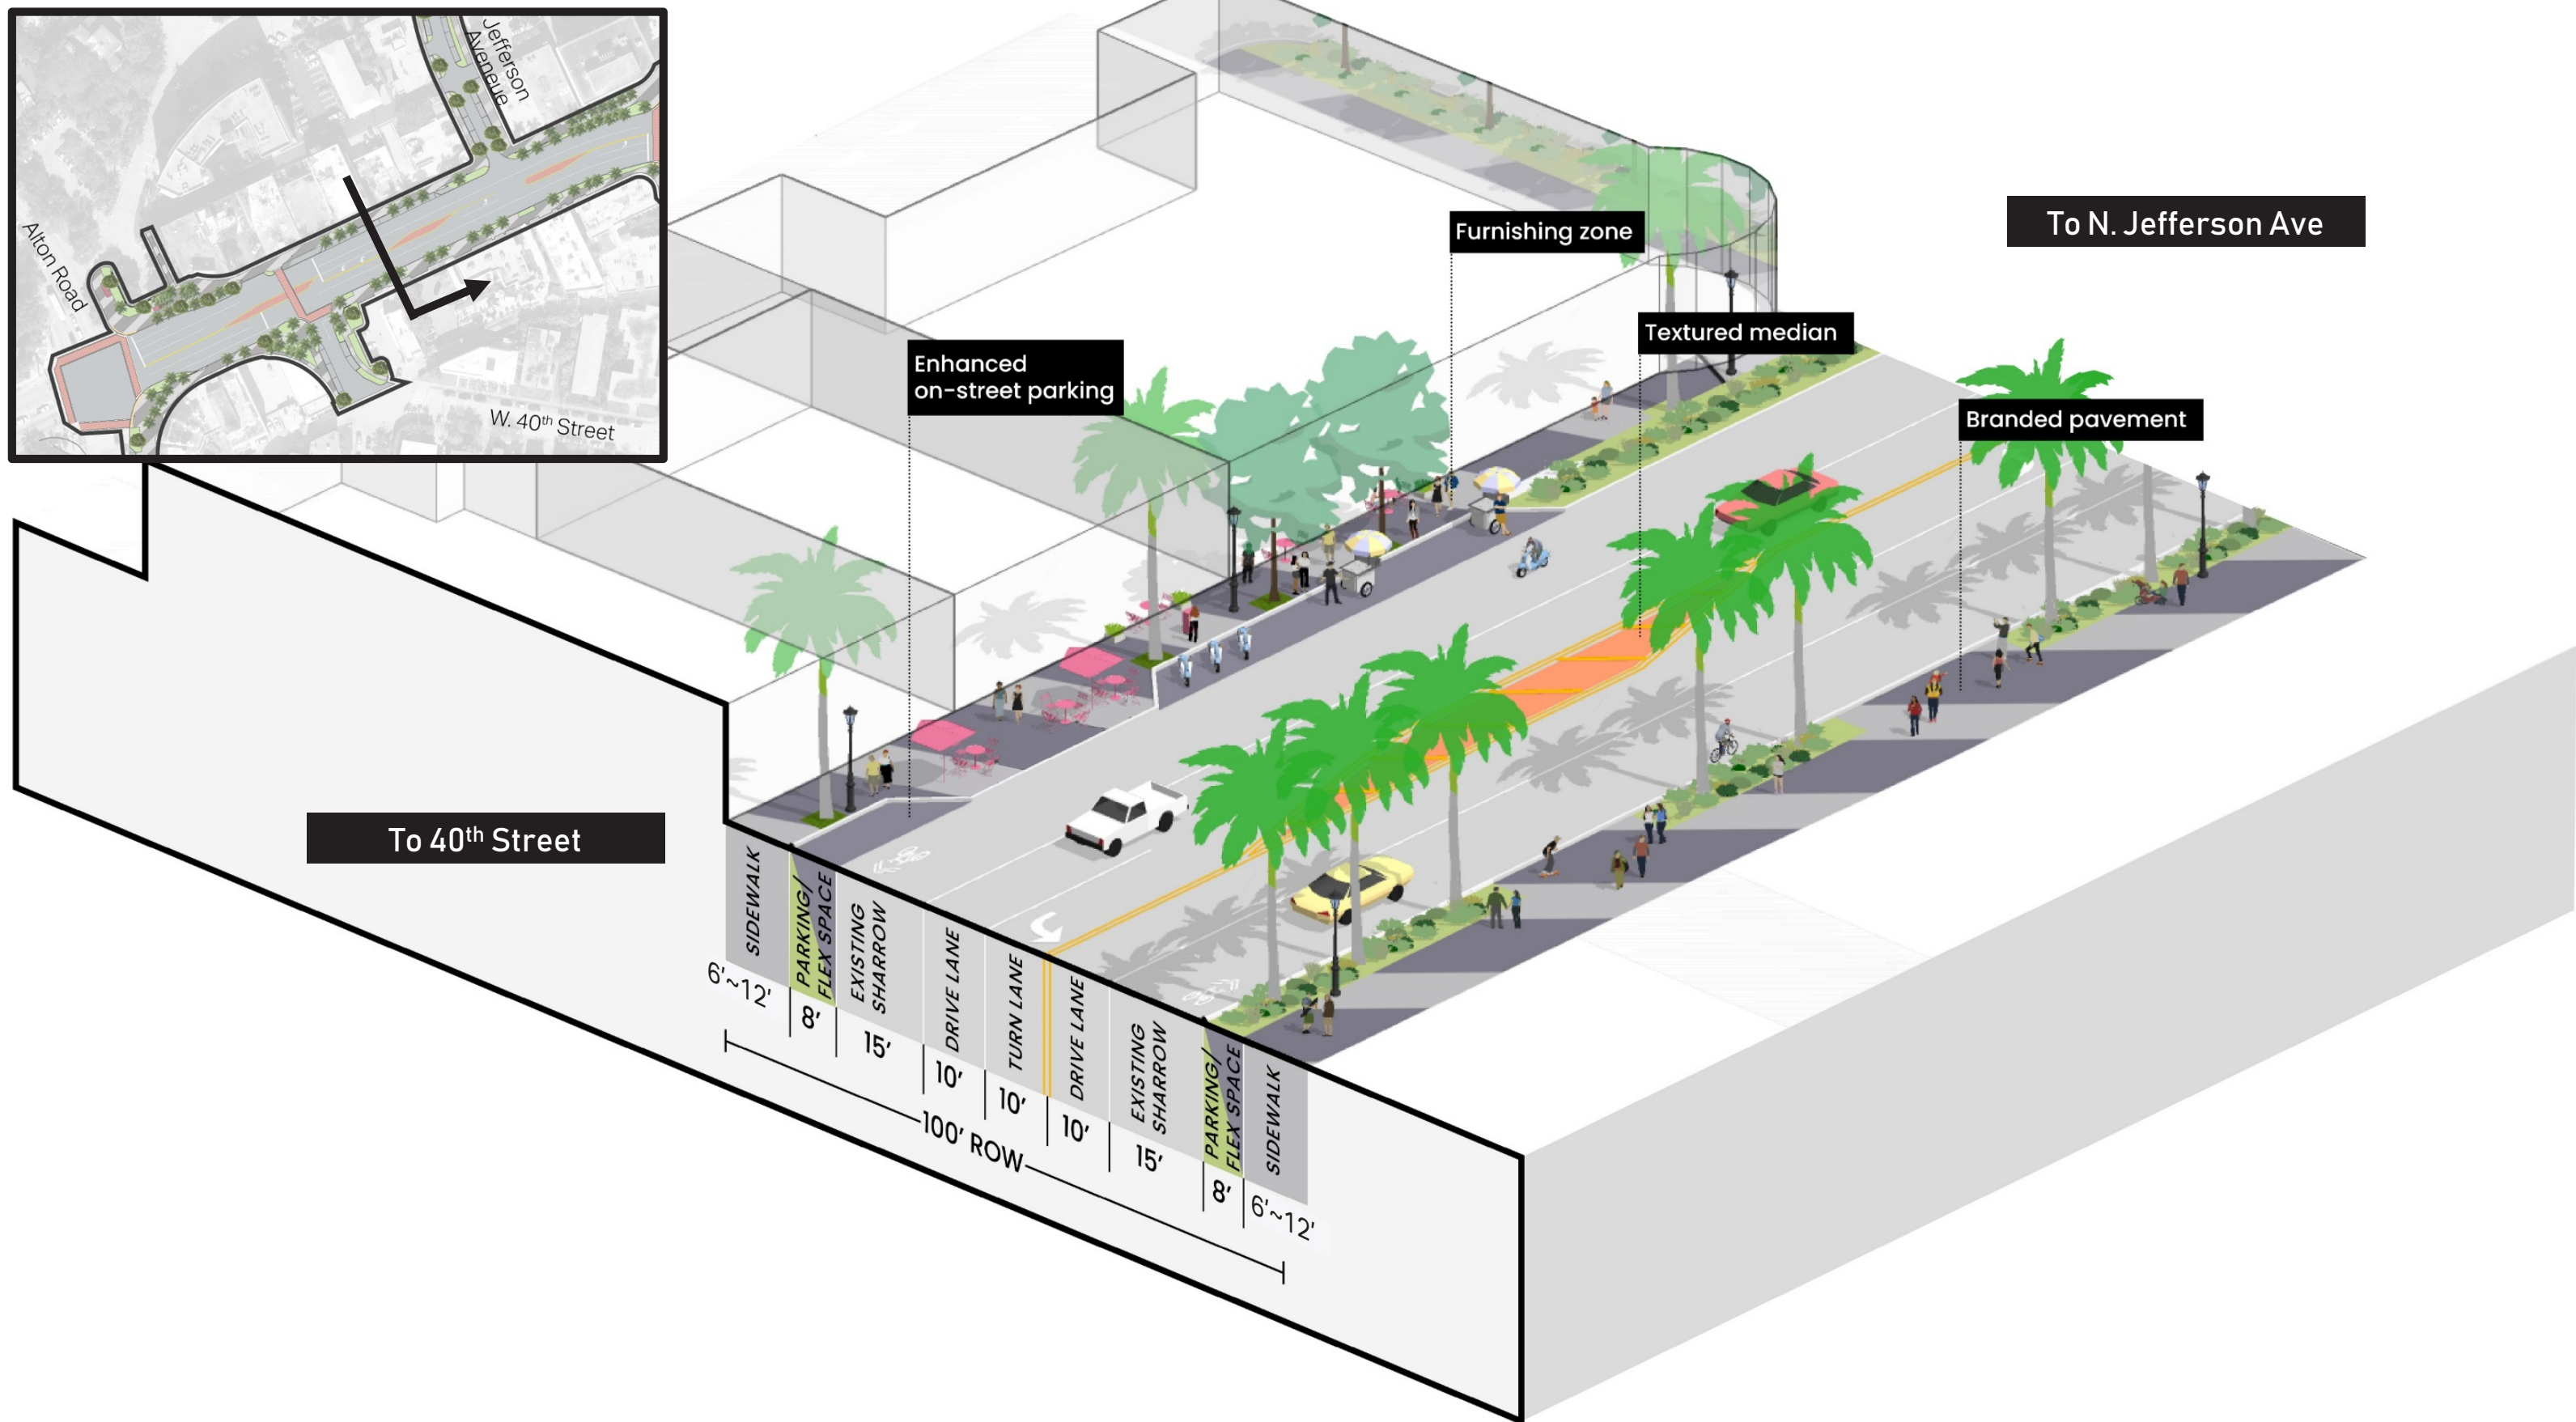 Jefferson
Aveneue
Alton Road
W. 40th Street
Furnishing zone
To N. Jefferson Ave
Textured median
Enhanced
on-street parking
Branded pavement
To 40th Street
SIDEWALK
PARKING/
FLEX SPACE
EXISTING
SHARROW
DRIVE LANE
TURN LANE
DRIVE LANE
EXISTING
SHARROW
PARKING/
FLEX SPACE
SIDEWALK
6'~12'
8'
15'
10'
10'
10'
15'
8'
6'~12'
100' ROW